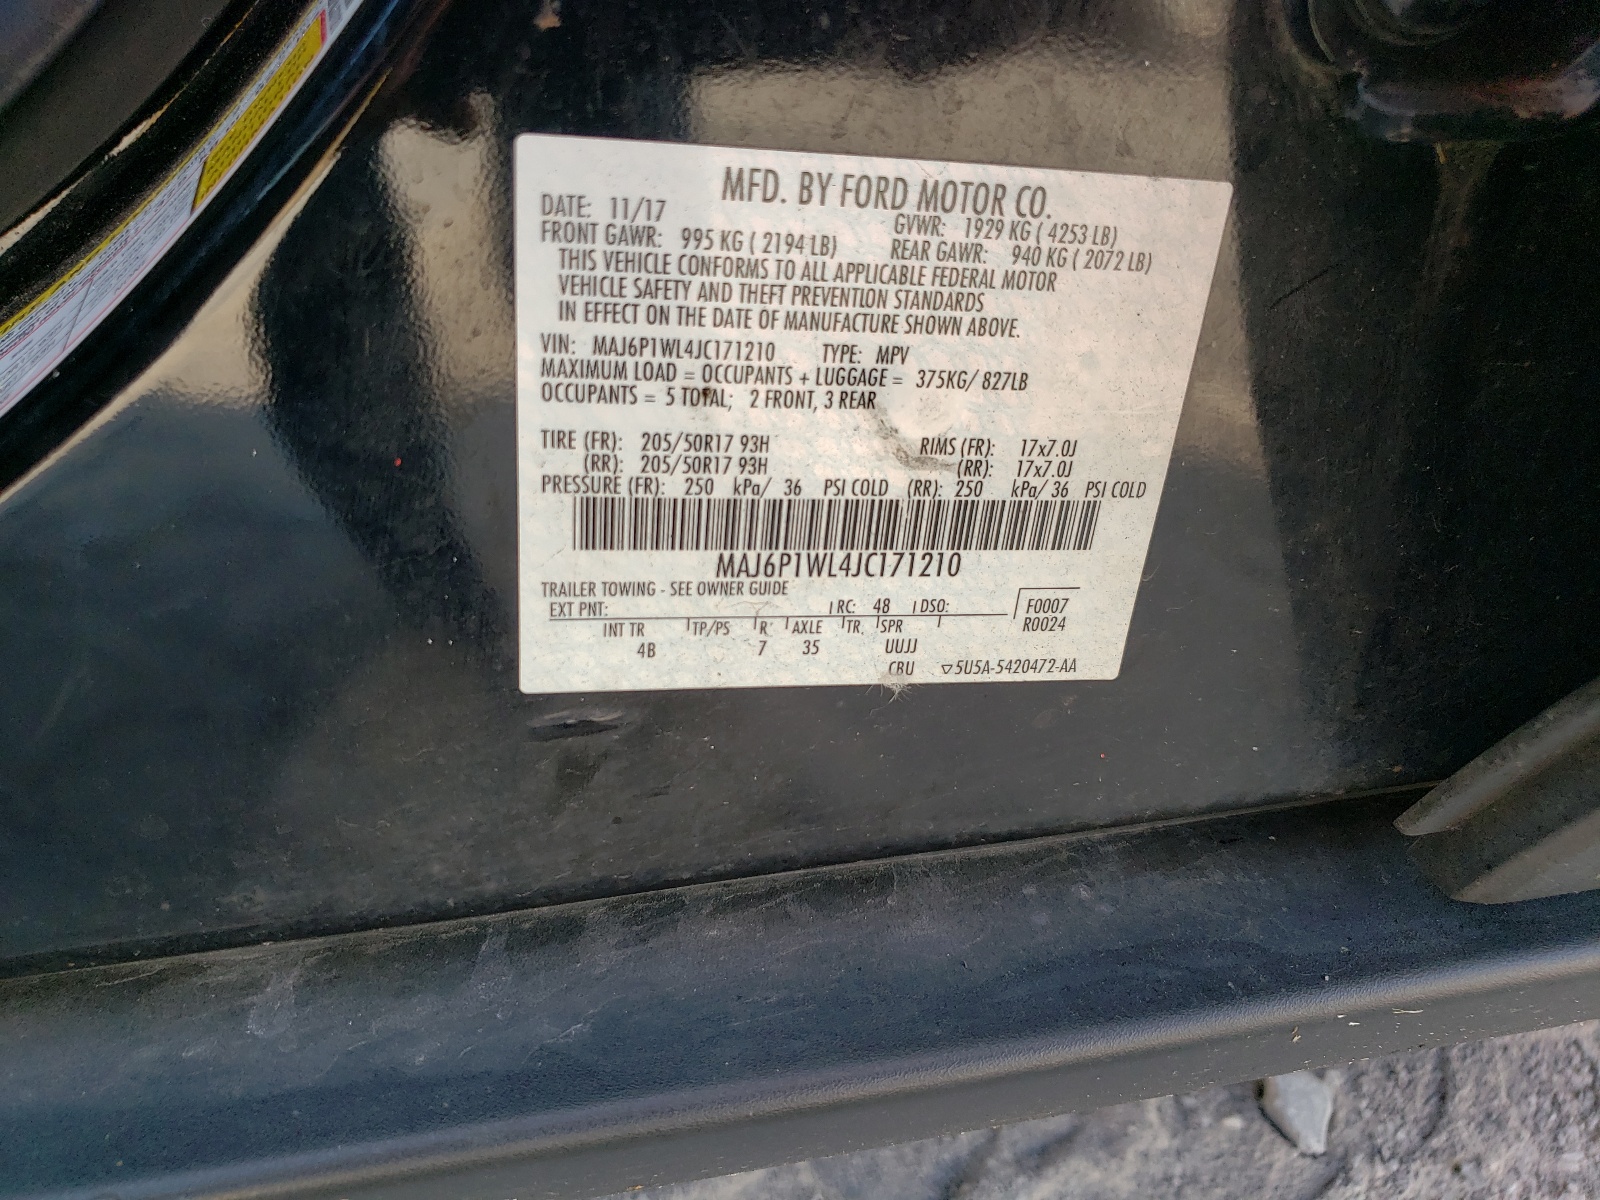 MFD. BY FORD MOTOR CO.
DATE: 11/17 GVWR: 1929 KG ( 4253 LB)
FRONT GAWR: 995 KG ( 2194 LB) REAR GAWR: 940 KG ( 2072 LB)
THIS VEHICLE CONFORMS TO ALL APPLICABLE FEDERAL MOTOR
VEHICLE SAFETY AND THEFT PREVENTION STANDARDS
IN EFFECT ON THE DATE OF MANUFACTURE SHOWN ABOVE.
VIN: MAJ6P1WL4JC171210 TYPE: MPV
MAXIMUM LOAD = OCCUPANTS + LUGGAGE = 375KG/ 827LB
OCCUPANTS = 5 TOTAL; 2 FRONT, 3 REAR
TIRE (FR): 205/50R17 93H RIMS (FR): 17x7.0J
(RR): 205/50R17 93H (RR): 17x7.0J
PRESSURE (FR): 250 kPa/ 36 PSI COLD (RR): 250 kPa/ 36 PSI COLD
MAJ6P1WL4JC171210
TRAILER TOWING - SEE OWNER GUIDE
EXT PNT: RC: 48 DSO: F0007
INT TR TP/PS R AXLE TR SPR R0024
4B 7 35 UUJJ
CBU ▽5U5A-5420472-AA